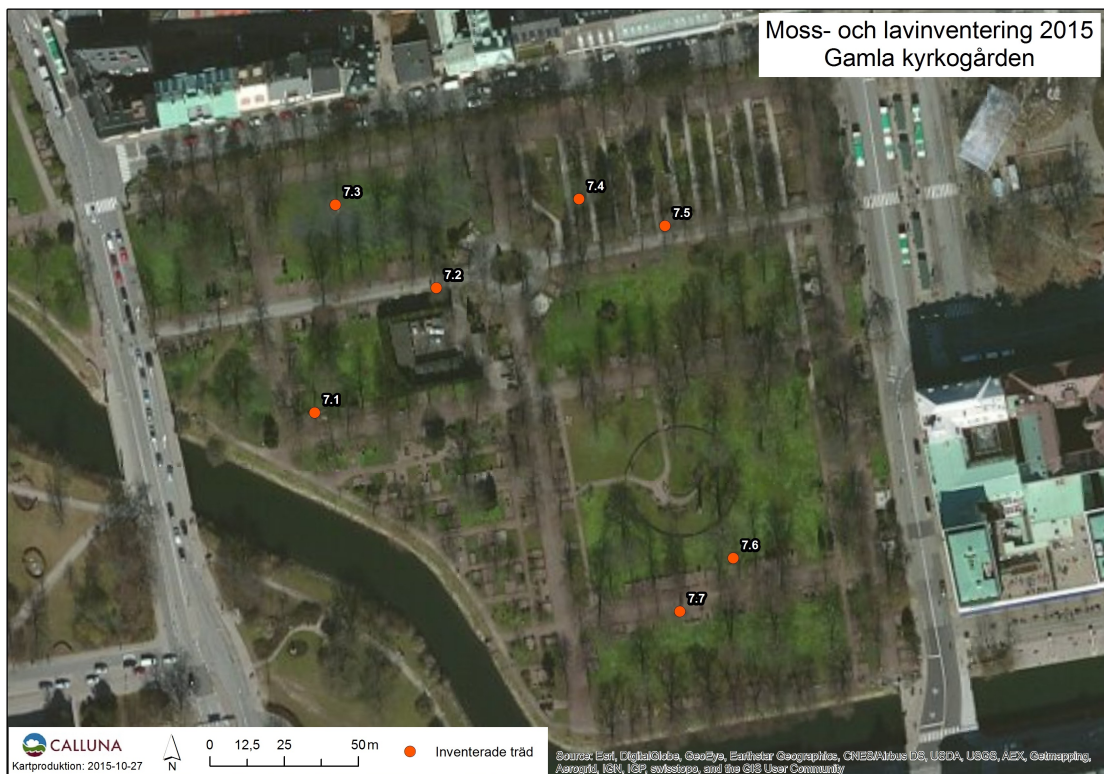 Moss- och lavinventering 2015
Gamla kyrkogården
7.3
7.4
7.5
7.2
7.1
7.6
7.7
CALLUNA
Kartproduktion: 2015-10-27
N
0 12,5 25 50 m
Inventerade träd
Source: Esri, DigitalGlobe, GeoEye, Earthstar Geographics, CNES/Airbus DS, USDA, USGS, AEX, Getmapping,
Aerogrid, IGN, IGP, swisstopo, and the GIS User Community